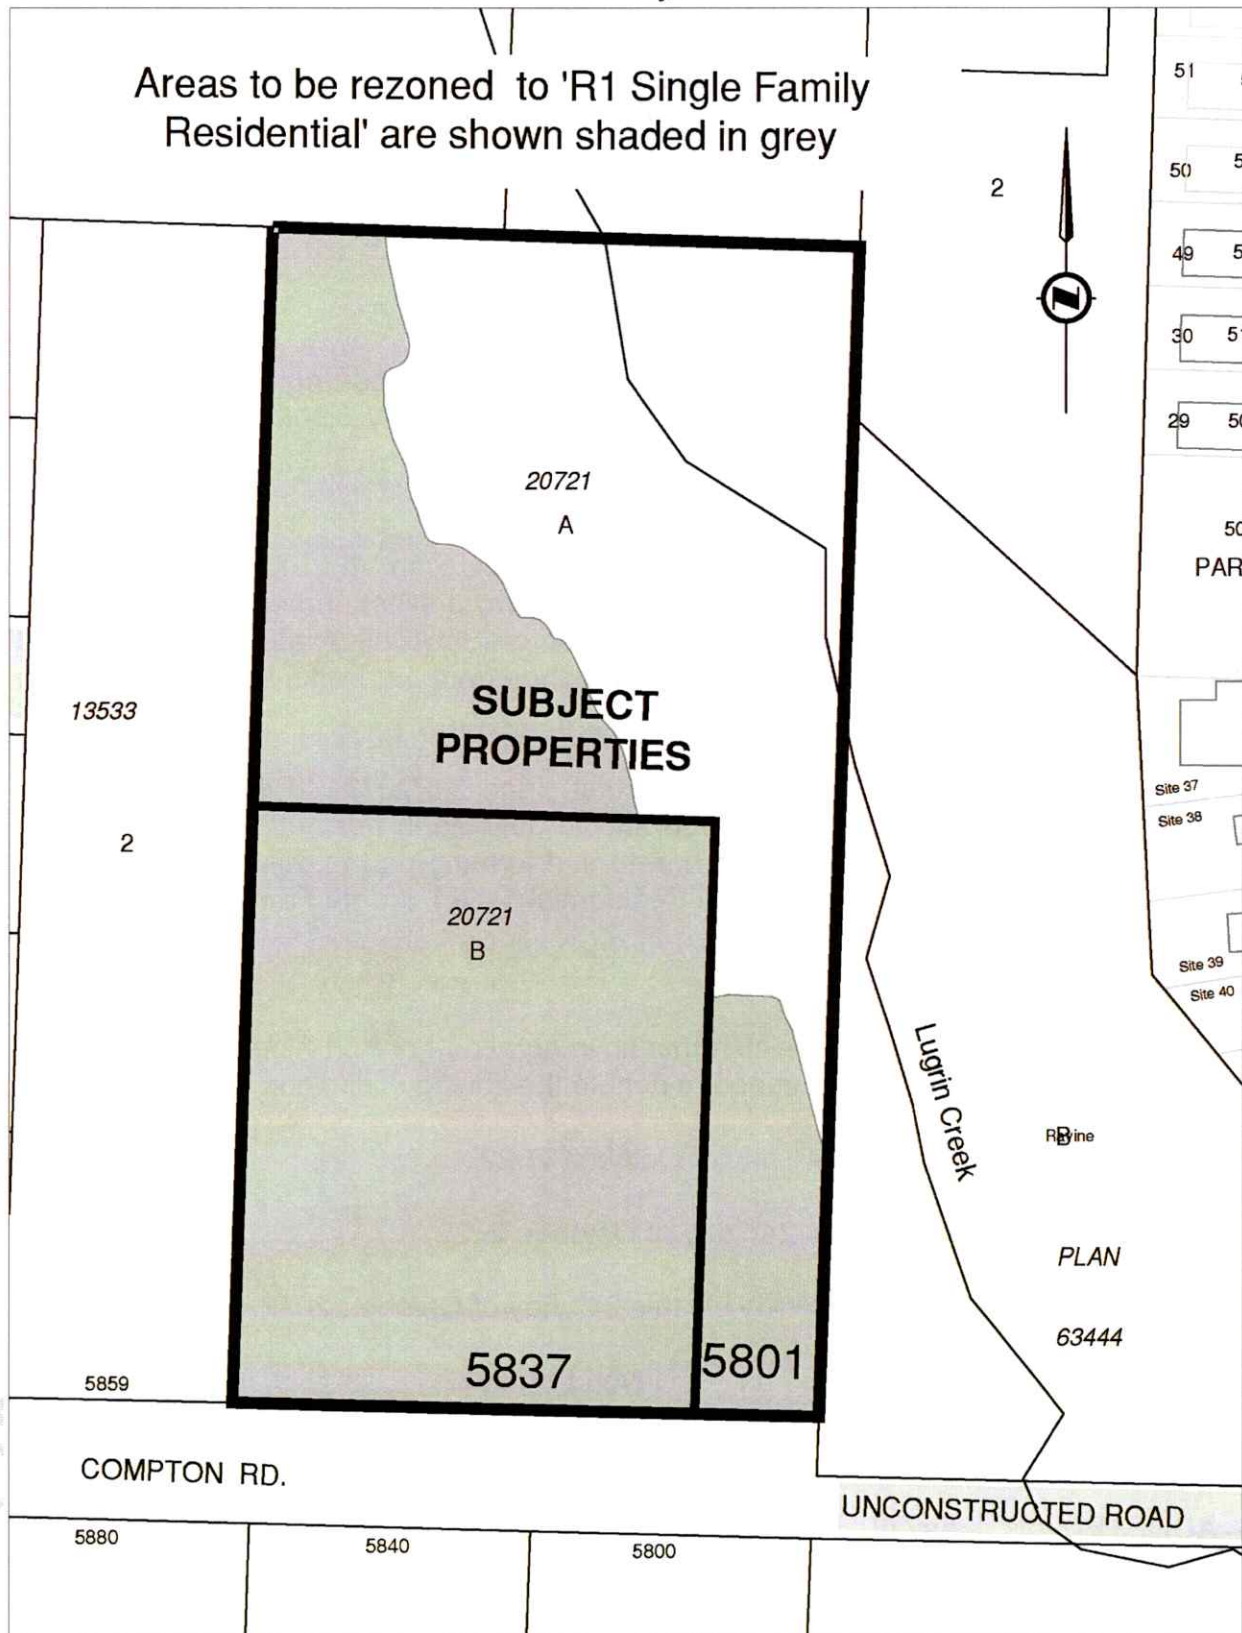 Areas to be rezoned to 'R1 Single Family
Residential' are shown shaded in grey
51
50
2
49
30
29
20721
A
PAR
SUBJECT
PROPERTIES
13533
2
Site 37
Site 38
20721
B
Site 39
Site 40
Lugrin Creek
Ravine
B
PLAN
63444
5837
5801
5859
COMPTON RD.
UNCONSTRUCTED ROAD
5880
5840
5800